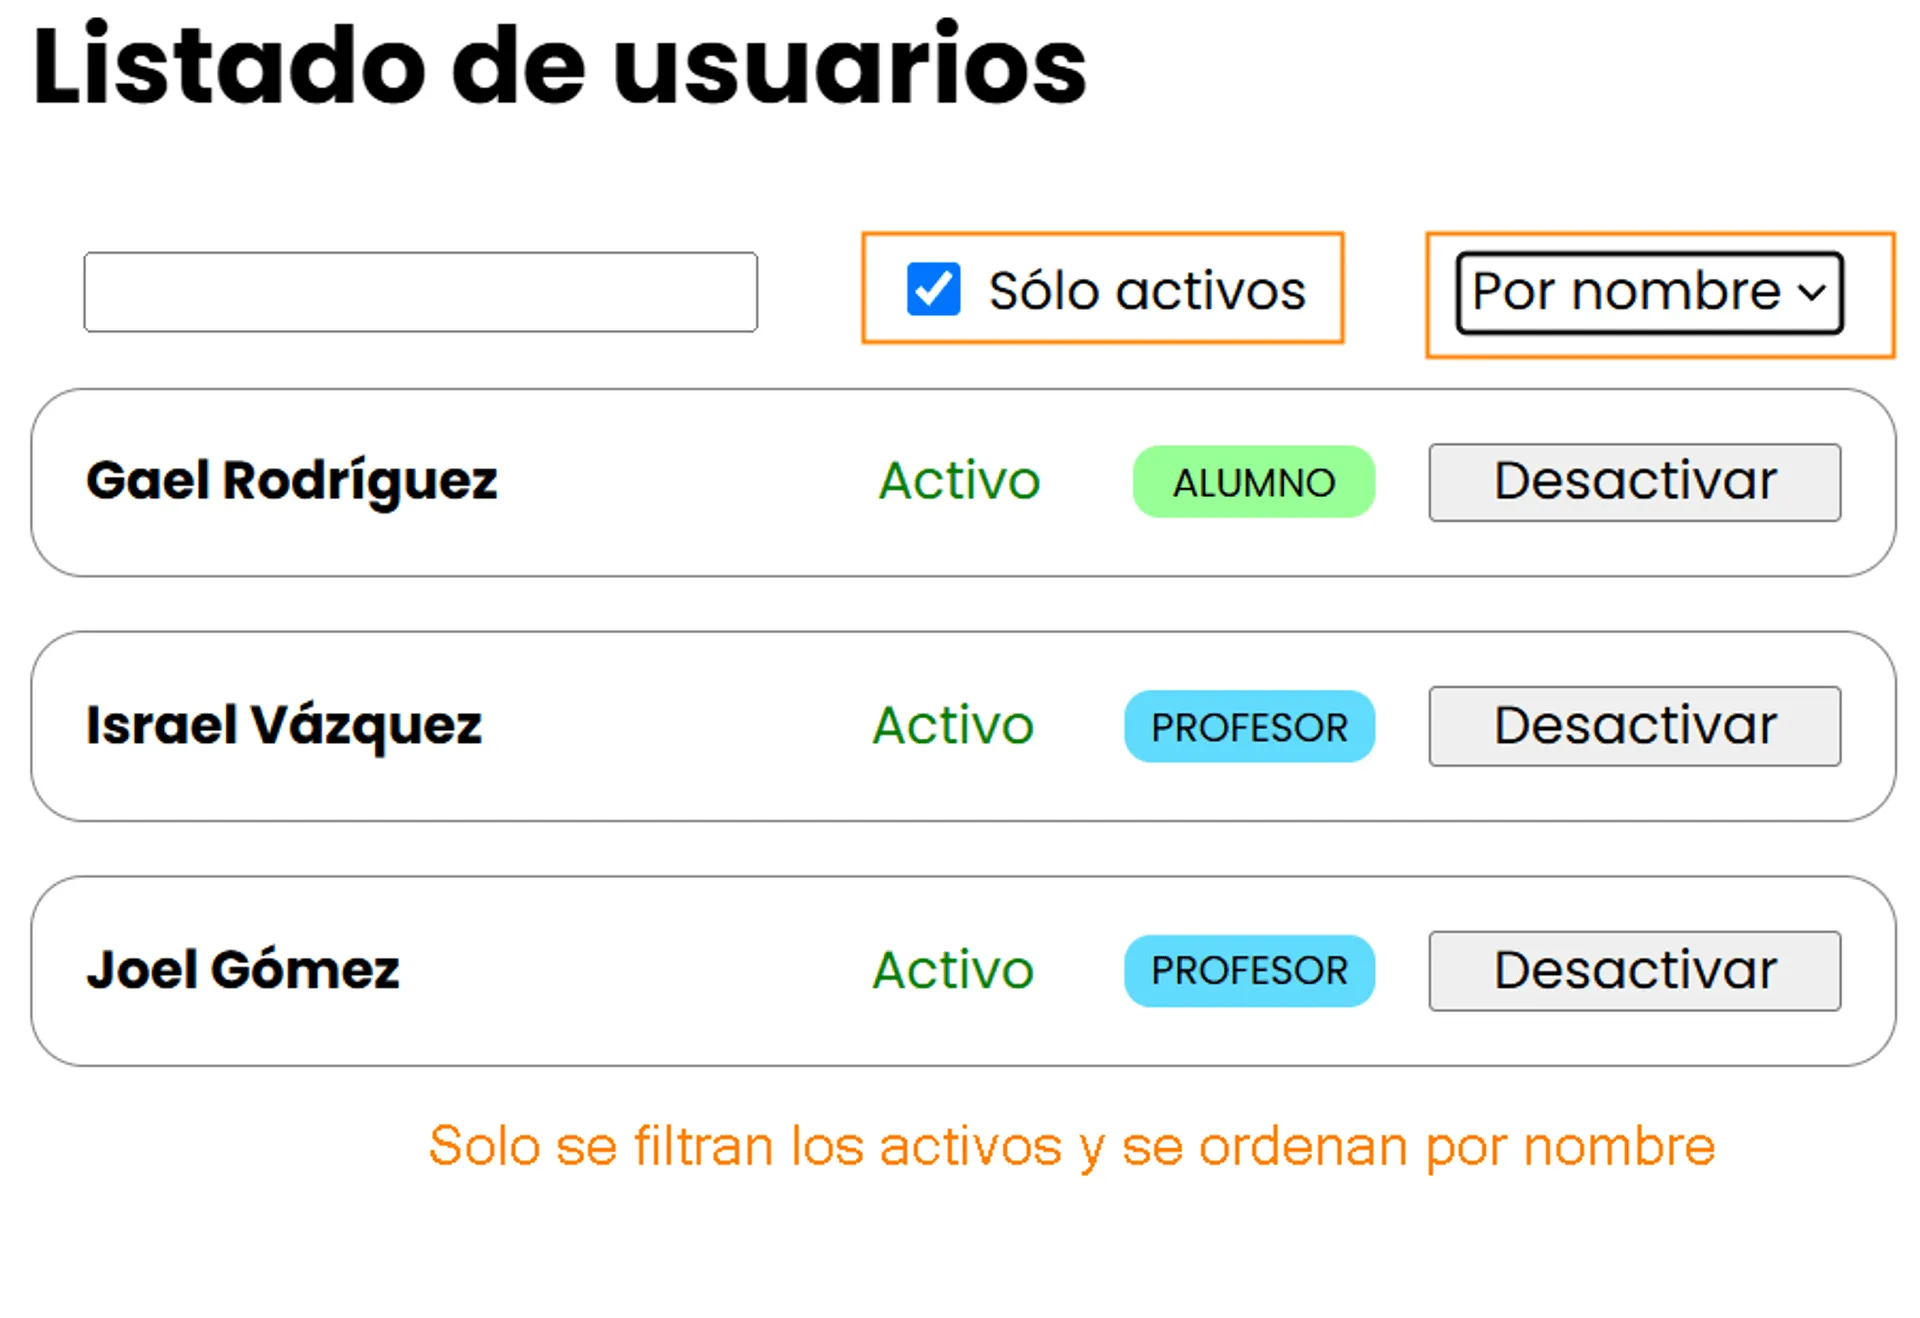 Listado de usuarios
Sólo activos Por nombre
Gael Rodríguez Activo ALUMNO Desactivar
Israel Vázquez Activo PROFESOR Desactivar
Joel Gómez Activo PROFESOR Desactivar
Solo se filtran los activos y se ordenan por nombre